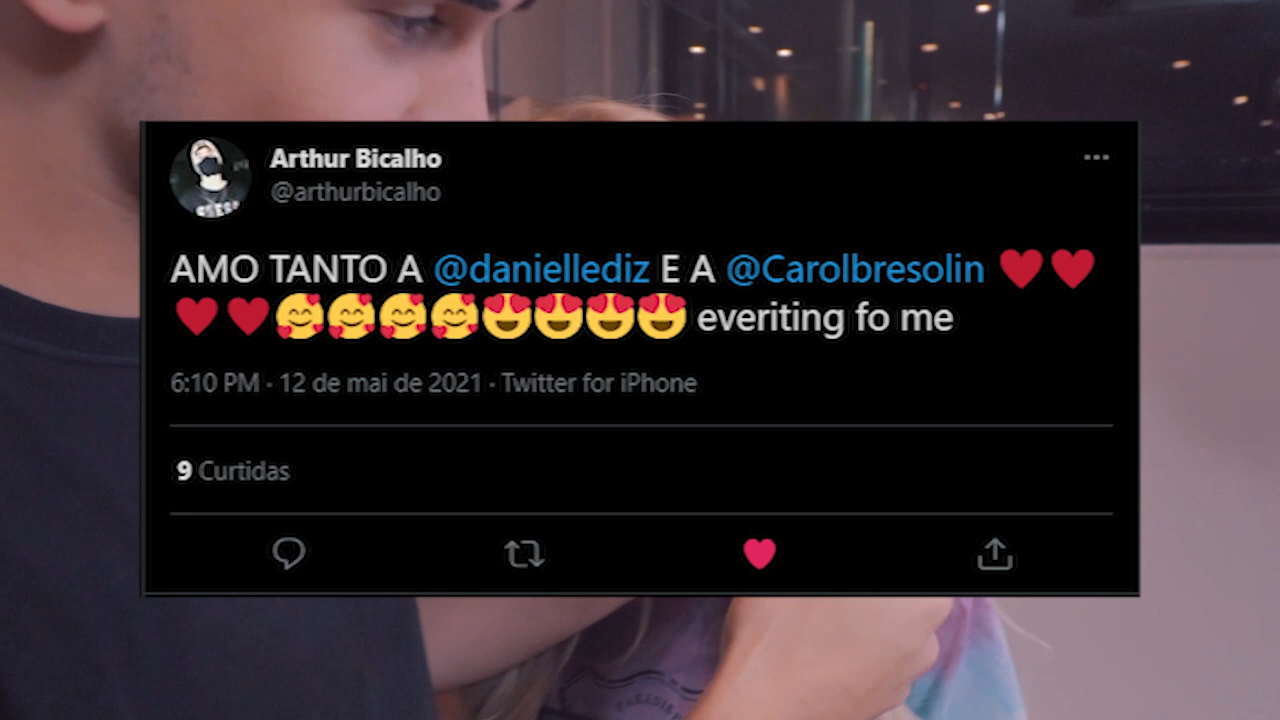 Arthur Bicalho
@arthurbicalho
AMO TANTO A @daniellediz E A @Carolbresolin ❤️❤️
❤️❤️🥰🥰🥰🥰😍😍😍😍 everiting fo me
6:10 PM · 12 de mai de 2021 · Twitter for iPhone
9 Curtidas